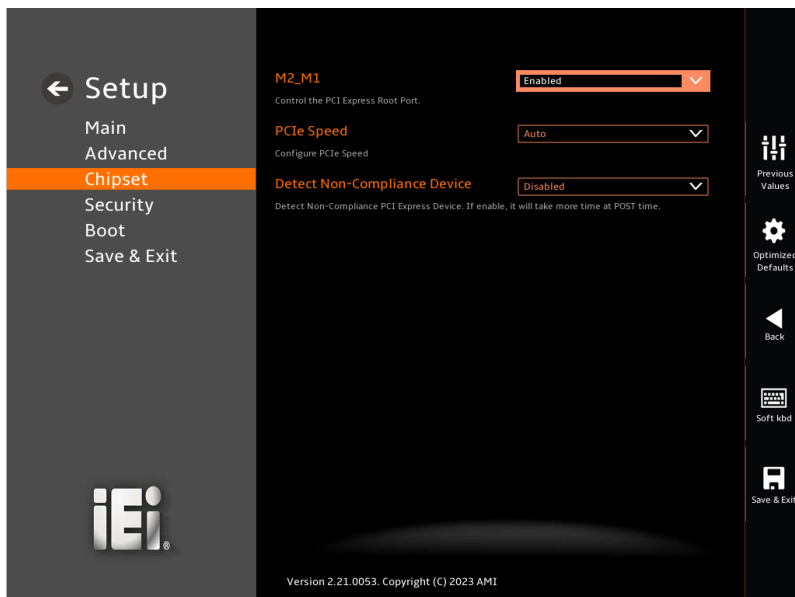 Setup
Main
Advanced
Chipset
Security
Boot
Save & Exit
M2_M1
Enabled
Control the PCI Express Root Port.
PCIe Speed
Auto
Configure PCIe Speed
Detect Non-Compliance Device
Disabled
Detect Non-Compliance PCI Express Device. If enable, it will take more time at POST time.
Previous
Values
Optimized
Defaults
Back
Soft kbd
Save & Exit
iEi®
Version 2.21.0053. Copyright (C) 2023 AMI